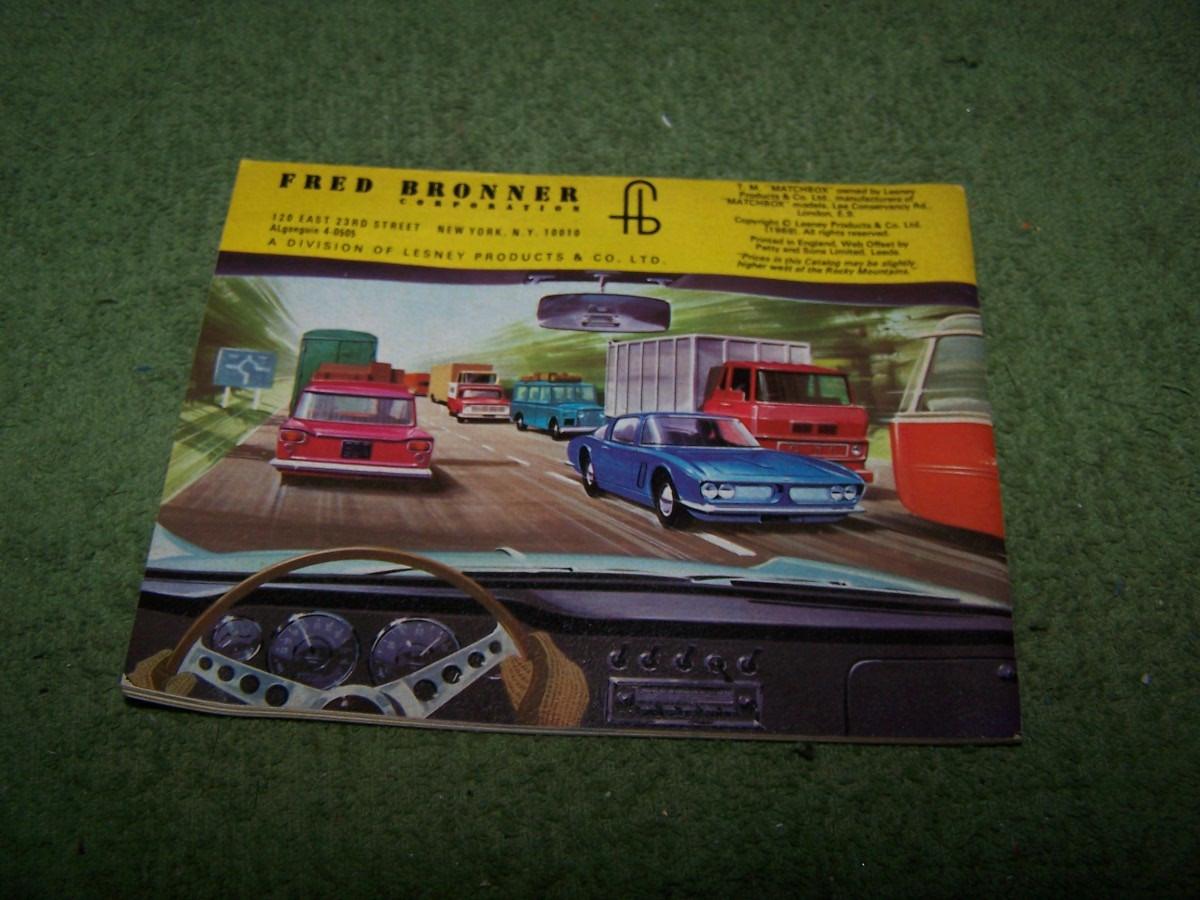 FRED BRONNER
CORPORATION
120 EAST 23RD STREET NEW YORK, N.Y. 10010
ALgonquin 4-0505
A DIVISION OF LESNEY PRODUCTS & CO. LTD.
T. M. "MATCHBOX" owned by Lesney
Products & Co. Ltd., manufacturers of
"MATCHBOX" models, Lee Conservancy Rd.,
London, E.9.
Copyright © Lesney Products & Co. Ltd.
(1969). All rights reserved.
Printed in England, Web Offset by
Petty and Sons Limited, Leeds.
"Prices in this Catalog may be slightly
higher west of the Rocky Mountains."